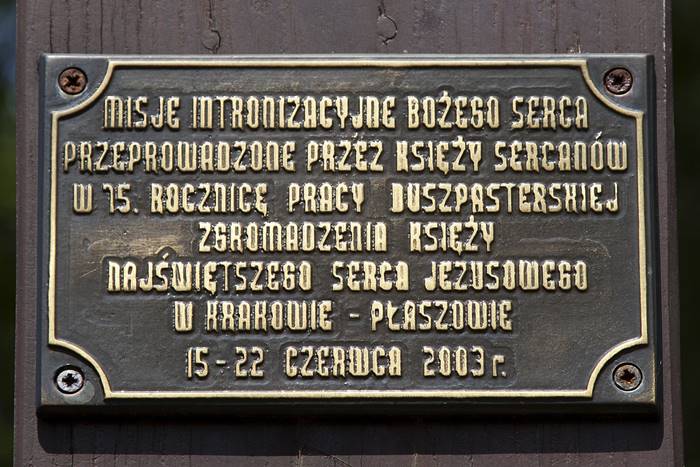 MISJE INTRONIZACYJNE BOŻEGO SERCA
PRZEPROWADZONE PRZEZ KSIĘŻY SERCANÓW
W 75. ROCZNICĘ PRACY DUSZPASTERSKIEJ
ZGROMADZENIA KSIĘŻY
NAJŚWIĘTSZEGO SERCA JEZUSOWEGO
W KRAKOWIE - PŁASZOWIE
15-22 CZERWCA 2003 r.